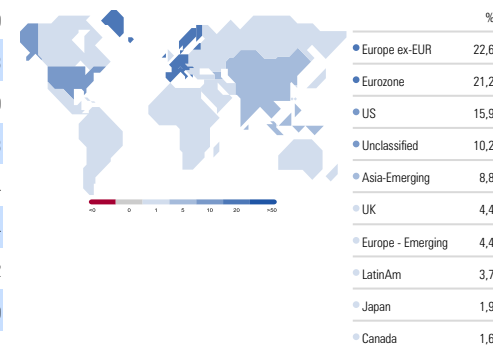 %
Europe ex-EUR 22,6
Eurozone 21,2
US 15,9
Unclassified 10,2
Asia-Emerging 8,8
UK 4,4
Europe - Emerging 4,4
LatinAm 3,7
Japan 1,9
Canada 1,6
<0 0 1 5 10 20 >50